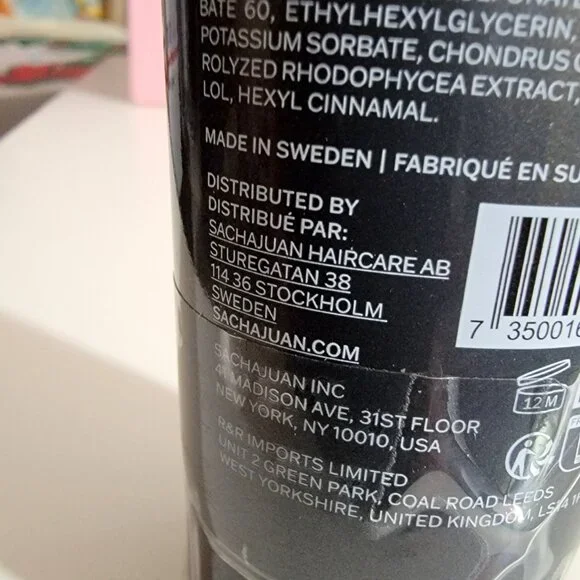 BATE 60, ETHYLHEXYLGLYCERIN,
POTASSIUM SORBATE, CHONDRUS
ROLYZED RHODOPHYCEA EXTRACT,
LOL, HEXYL CINNAMAL.
MADE IN SWEDEN | FABRIQUÉ EN SU
DISTRIBUTED BY
DISTRIBUÉ PAR:
SACHAJUAN HAIRCARE AB
STUREGATAN 38
114 36 STOCKHOLM
SWEDEN
SACHAJUAN.COM
SACHAJUAN INC
41 MADISON AVE, 31ST FLOOR
NEW YORK, NY 10010, USA
R&R IMPORTS LIMITED
UNIT 2 GREEN PARK, COAL ROAD LEEDS
WEST YORKSHIRE, UNITED KINGDOM,
7 350016
12 M